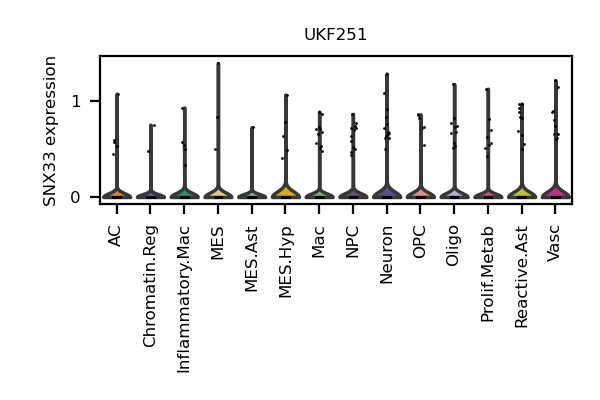 UKF251
SNX33 expression
1
0
AC
Chromatin.Reg
Inflammatory.Mac
MES
MES.Ast
MES.Hyp
Mac
NPC
Neuron
OPC
Oligo
Prolif.Metab
Reactive.Ast
Vasc